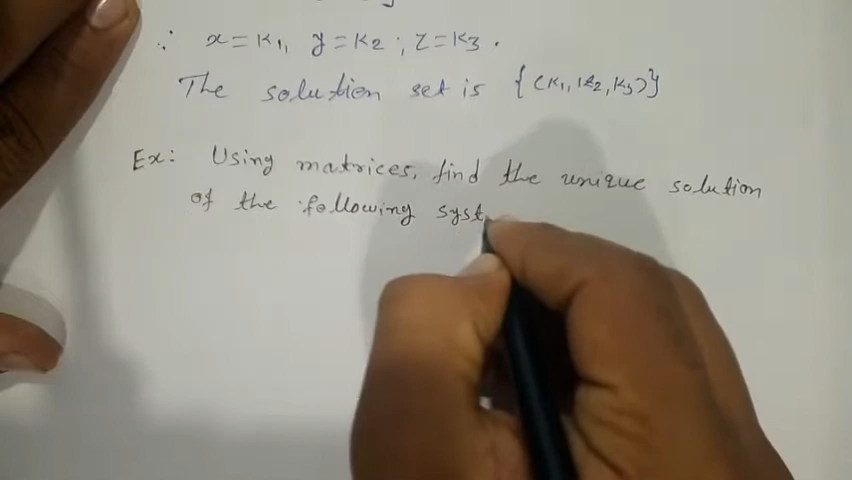 ∴ x = K1, y = K2 ; z = K3 .
The solution set is {(K1, K2, K3)}
Ex: Using matrices, find the unique solution
of the following syst